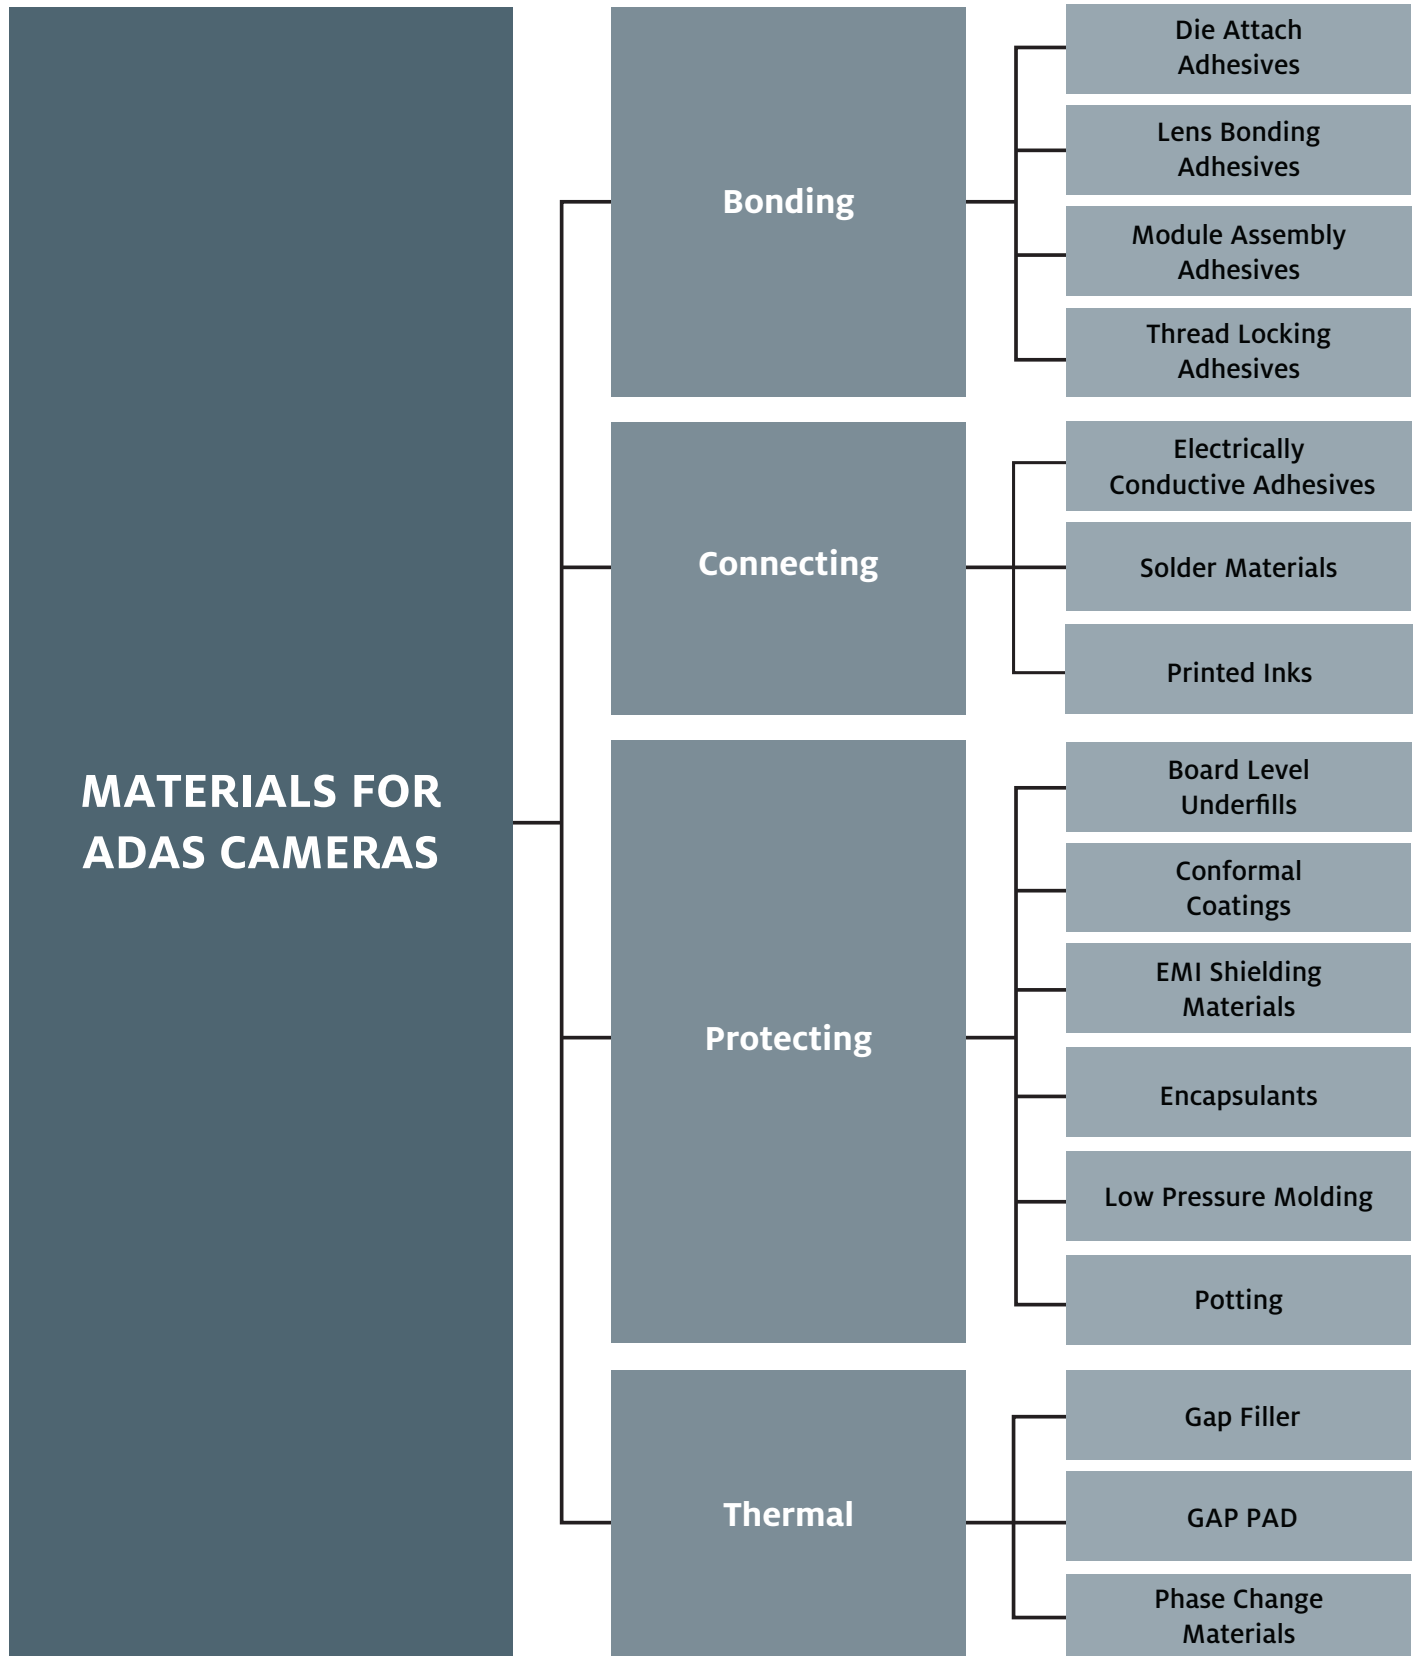 MATERIALS FOR
ADAS CAMERAS
Bonding
Die Attach
Adhesives
Lens Bonding
Adhesives
Module Assembly
Adhesives
Thread Locking
Adhesives
Connecting
Electrically
Conductive Adhesives
Solder Materials
Printed Inks
Protecting
Board Level
Underfills
Conformal
Coatings
EMI Shielding
Materials
Encapsulants
Low Pressure Molding
Potting
Thermal
Gap Filler
GAP PAD
Phase Change
Materials